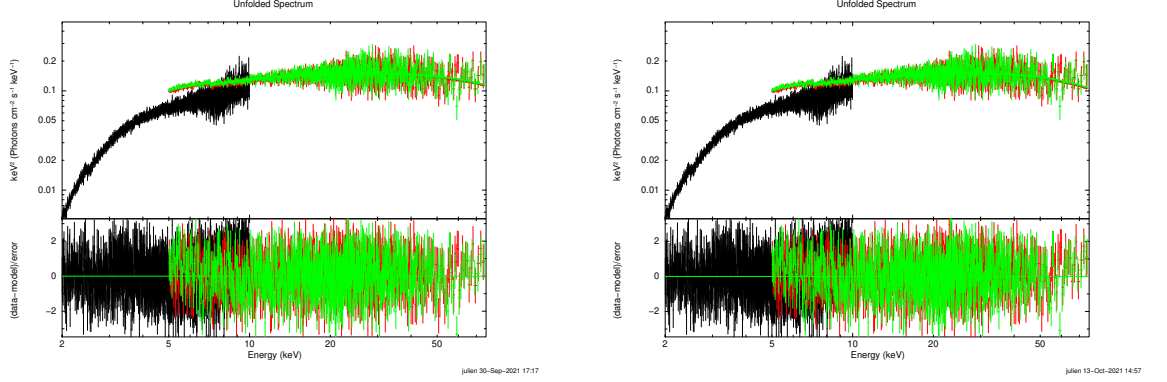 Unfolded Spectrum
keV² (Photons cm⁻² s⁻¹ keV⁻¹)
0.2
0.1
0.05
0.02
0.01
(data−model)/error
2
0
−2
2
5
10
20
50
Energy (keV)
julien 30−Sep−2021 17:17
Unfolded Spectrum
keV² (Photons cm⁻² s⁻¹ keV⁻¹)
0.2
0.1
0.05
0.02
0.01
(data−model)/error
2
0
−2
2
5
10
20
50
Energy (keV)
julien 13−Oct−2021 14:57